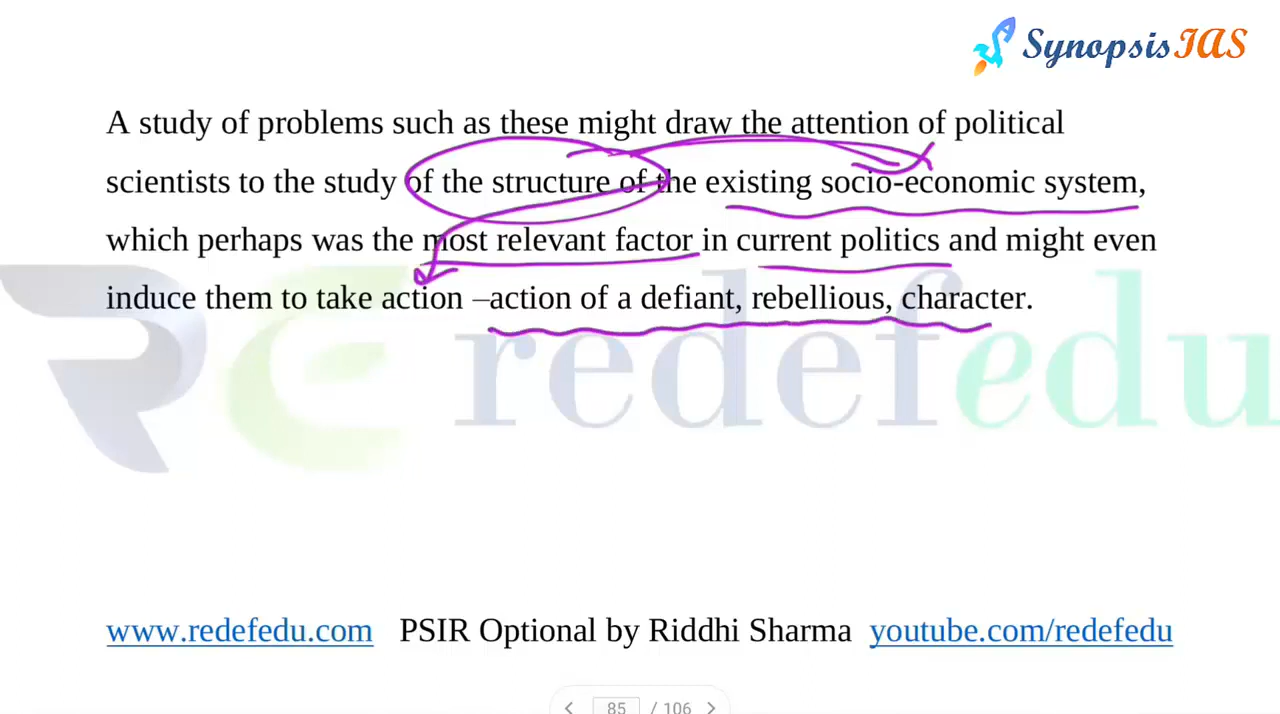 Synopsis IAS
A study of problems such as these might draw the attention of political
scientists to the study of the structure of the existing socio-economic system,
which perhaps was the most relevant factor in current politics and might even
induce them to take action –action of a defiant, rebellious, character.
RE redefedu
www.redefedu.com PSIR Optional by Riddhi Sharma youtube.com/redefedu
< 85 / 106 >